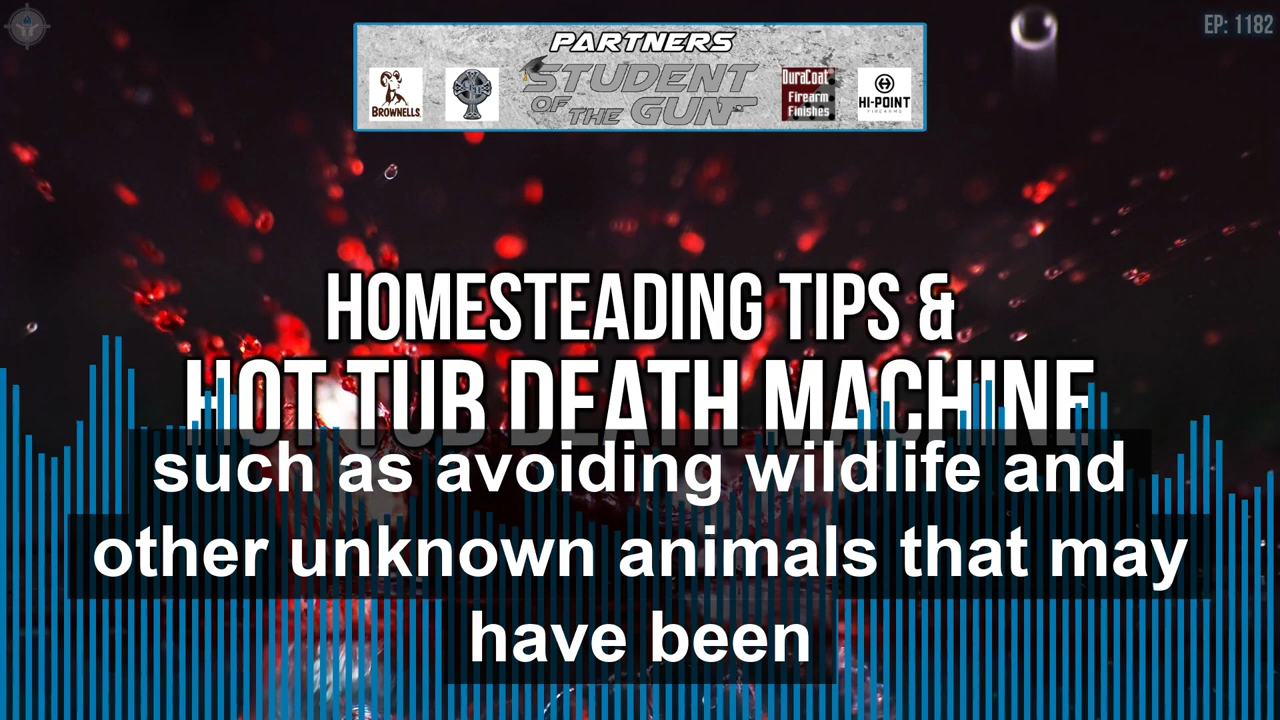 EP: 1182
PARTNERS
STUDENT
OF THE GUN
BROWNELLS
DuraCoat
Firearm
Finishes
HI-POINT
FIREARMS
HOMESTEADING TIPS &
HOT TUB DEATH MACHINE
such as avoiding wildlife and
other unknown animals that may
have been